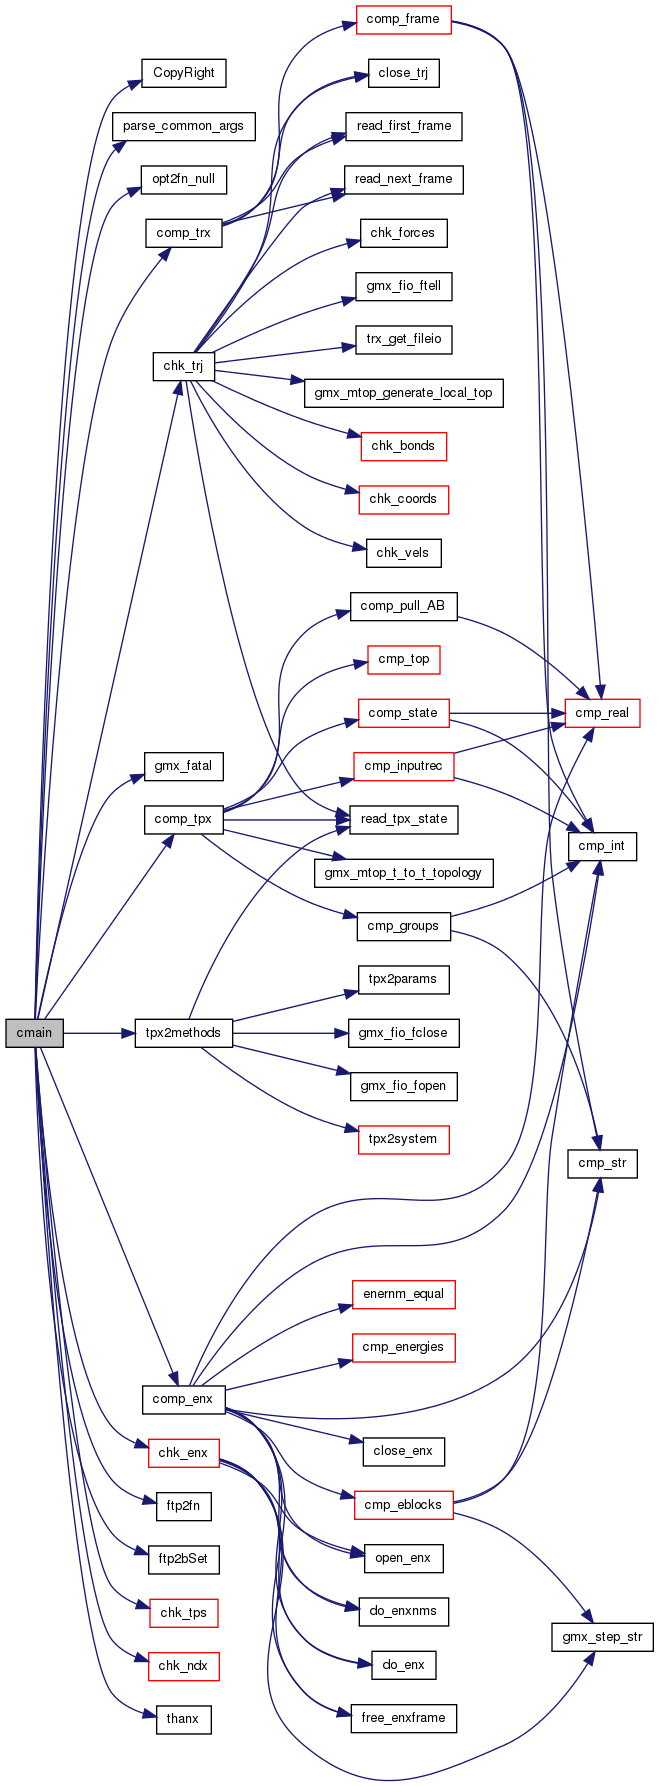 comp_frame
CopyRight
close_trj
parse_common_args
read_first_frame
opt2fn_null
read_next_frame
comp_trx
chk_forces
gmx_fio_ftell
trx_get_fileio
chk_trj
gmx_mtop_generate_local_top
chk_bonds
chk_coords
chk_vels
comp_pull_AB
cmp_top
comp_state
cmp_real
gmx_fatal
cmp_inputrec
comp_tpx
read_tpx_state
cmp_int
gmx_mtop_t_to_t_topology
cmp_groups
tpx2params
cmain
tpx2methods
gmx_fio_fclose
gmx_fio_fopen
tpx2system
cmp_str
enernm_equal
cmp_energies
comp_enx
chk_enx
close_enx
ftp2fn
cmp_eblocks
ftp2bSet
open_enx
chk_tps
do_enxnms
gmx_step_str
chk_ndx
do_enx
thanx
free_enxframe